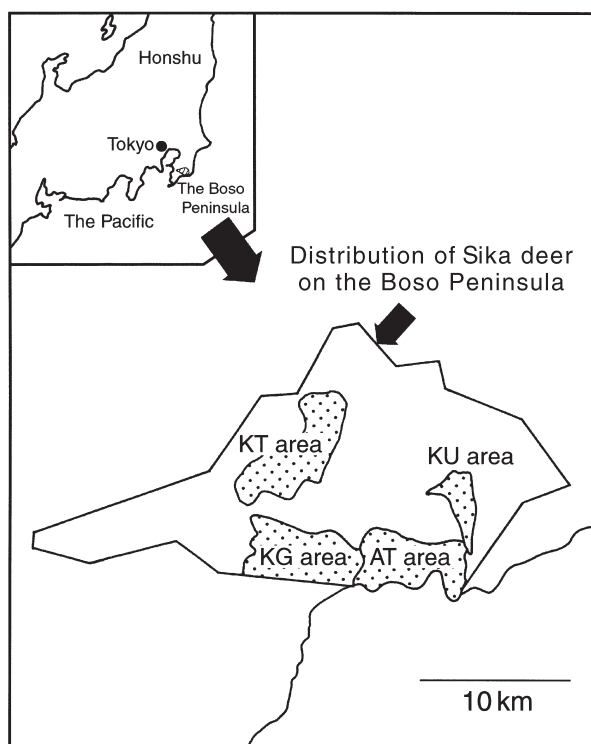 Honshu
Tokyo
The Boso
Peninsula
The Pacific
Distribution of Sika deer
on the Boso Peninsula
KT area
KU area
KG area
AT area
10 km